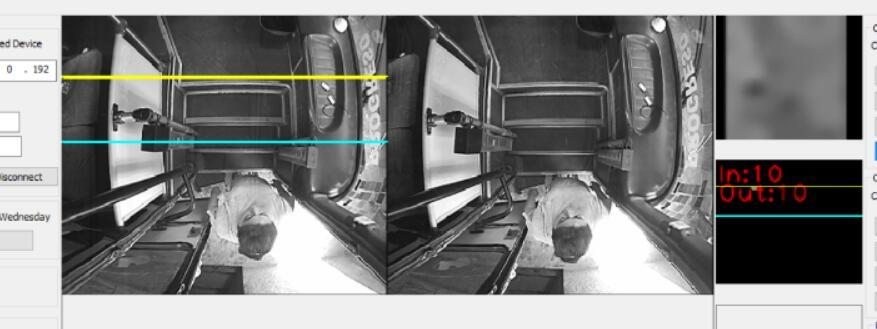 ed Device
0 . 192
isconnect
Wednesday
In:10
Out:10